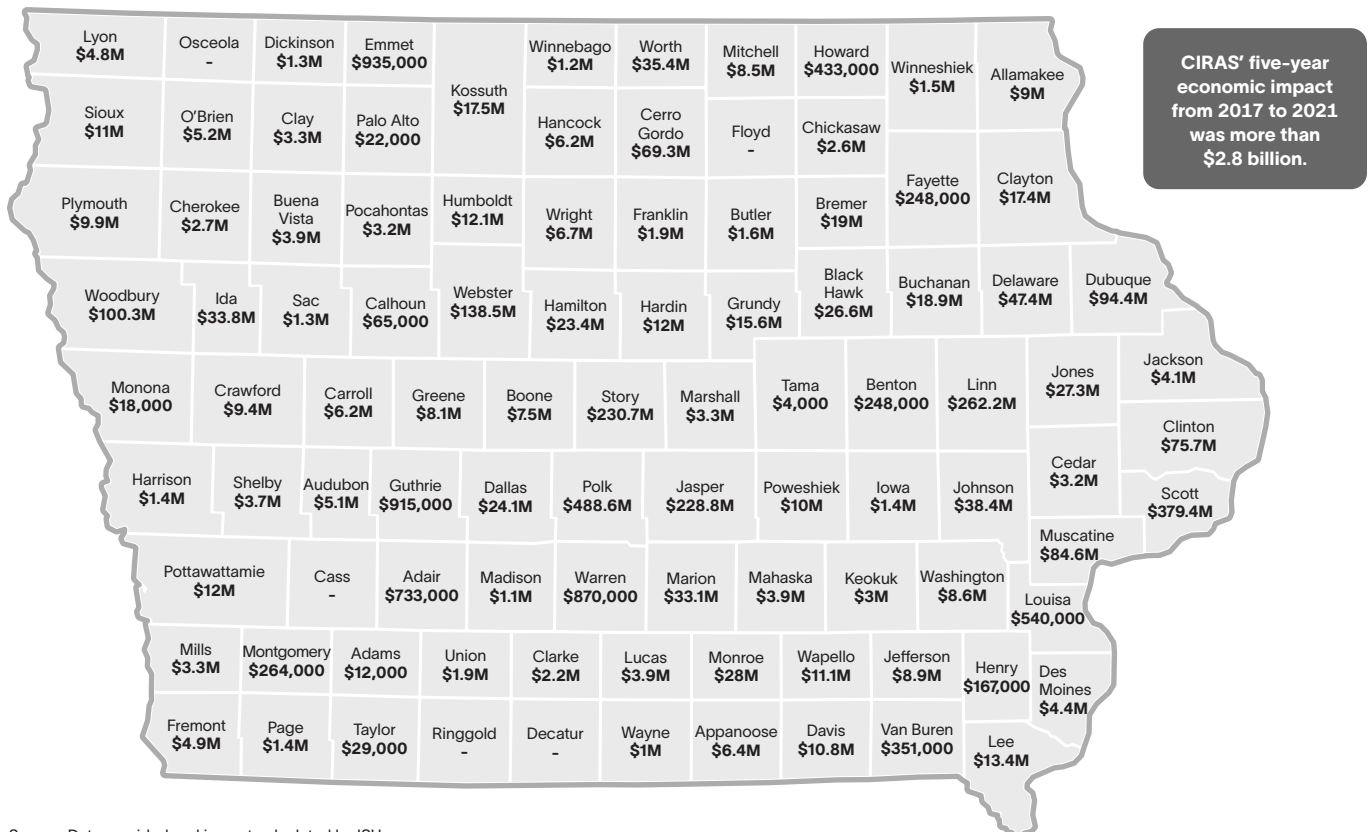 Lyon
$4.8M
Osceola
-
Dickinson
$1.3M
Emmet
$935,000
Kossuth
$17.5M
Winnebago
$1.2M
Worth
$35.4M
Mitchell
$8.5M
Howard
$433,000
Winneshiek
$1.5M
Allamakee
$9M
CIRAS’ five-year
economic impact
from 2017 to 2021
was more than
$2.8 billion.
Sioux
$11M
O’Brien
$5.2M
Clay
$3.3M
Palo Alto
$22,000
Hancock
$6.2M
Cerro
Gordo
$69.3M
Floyd
-
Chickasaw
$2.6M
Fayette
$248,000
Clayton
$17.4M
Plymouth
$9.9M
Cherokee
$2.7M
Buena
Vista
$3.9M
Pocahontas
$3.2M
Humboldt
$12.1M
Wright
$6.7M
Franklin
$1.9M
Butler
$1.6M
Bremer
$19M
Woodbury
$100.3M
Ida
$33.8M
Sac
$1.3M
Calhoun
$65,000
Webster
$138.5M
Hamilton
$23.4M
Hardin
$12M
Grundy
$15.6M
Black
Hawk
$26.6M
Buchanan
$18.9M
Delaware
$47.4M
Dubuque
$94.4M
Monona
$18,000
Crawford
$9.4M
Carroll
$6.2M
Greene
$8.1M
Boone
$7.5M
Story
$230.7M
Marshall
$3.3M
Tama
$4,000
Benton
$248,000
Linn
$262.2M
Jones
$27.3M
Jackson
$4.1M
Clinton
$75.7M
Harrison
$1.4M
Shelby
$3.7M
Audubon
$5.1M
Guthrie
$915,000
Dallas
$24.1M
Polk
$488.6M
Jasper
$228.8M
Poweshiek
$10M
Iowa
$1.4M
Johnson
$38.4M
Cedar
$3.2M
Scott
$379.4M
Muscatine
$84.6M
Pottawattamie
$12M
Cass
-
Adair
$733,000
Madison
$1.1M
Warren
$870,000
Marion
$33.1M
Mahaska
$3.9M
Keokuk
$3M
Washington
$8.6M
Louisa
$540,000
Mills
$3.3M
Montgomery
$264,000
Adams
$12,000
Union
$1.9M
Clarke
$2.2M
Lucas
$3.9M
Monroe
$28M
Wapello
$11.1M
Jefferson
$8.9M
Henry
$167,000
Des
Moines
$4.4M
Fremont
$4.9M
Page
$1.4M
Taylor
$29,000
Ringgold
-
Decatur
-
Wayne
$1M
Appanoose
$6.4M
Davis
$10.8M
Van Buren
$351,000
Lee
$13.4M